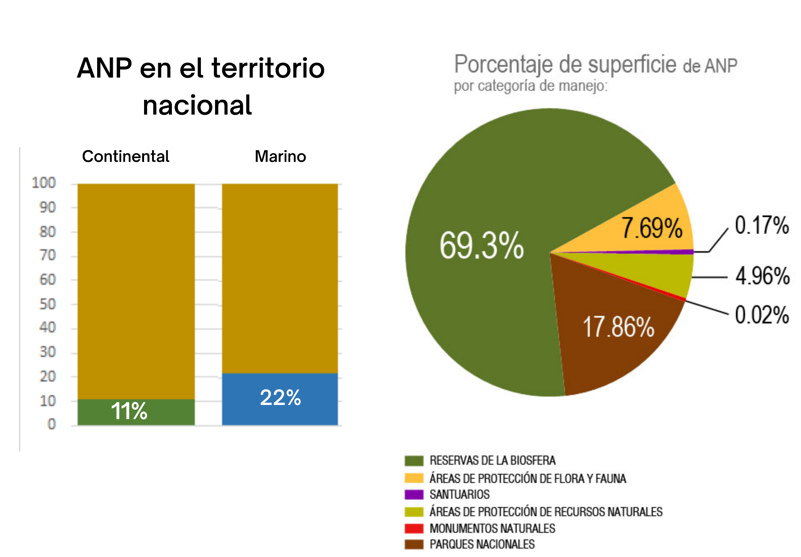 ANP en el territorio
nacional
Continental
Marino
100
90
80
70
60
50
40
30
20
10
0
11%
22%
Porcentaje de superficie de ANP
por categoría de manejo:
69.3%
7.69%
0.17%
4.96%
0.02%
17.86%
RESERVAS DE LA BIOSFERA
ÁREAS DE PROTECCIÓN DE FLORA Y FAUNA
SANTUARIOS
ÁREAS DE PROTECCIÓN DE RECURSOS NATURALES
MONUMENTOS NATURALES
PARQUES NACIONALES